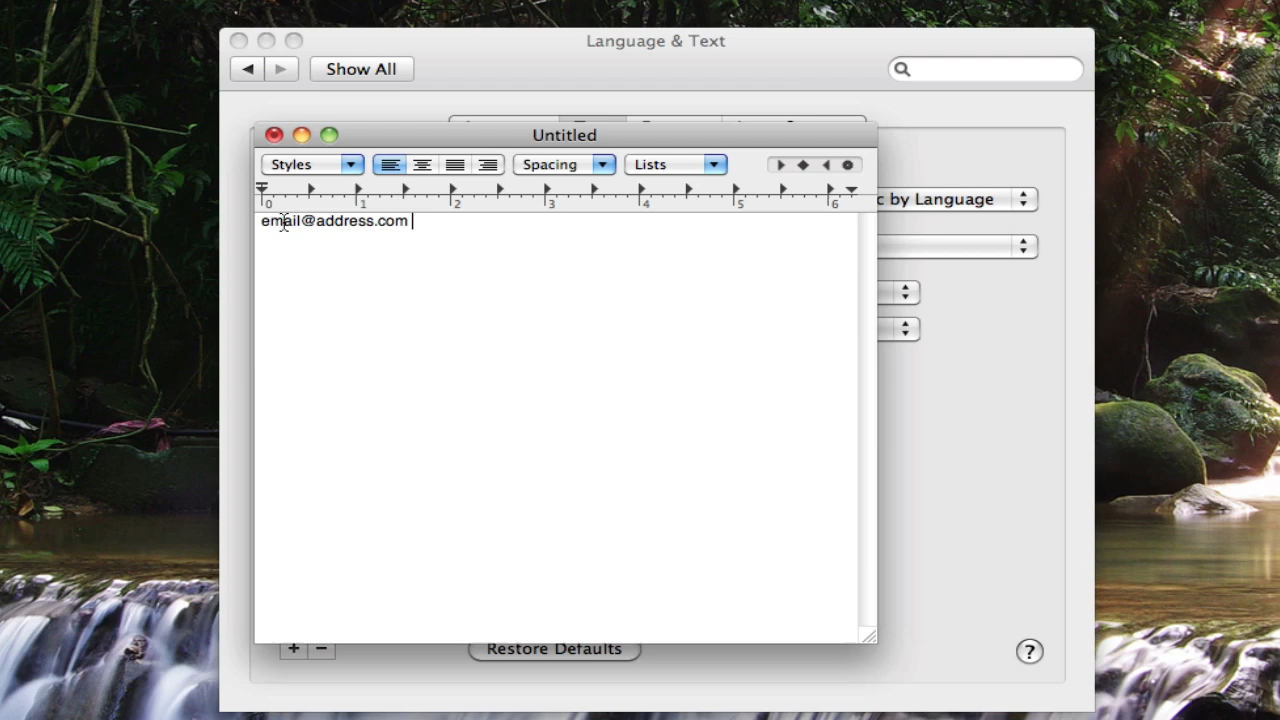 Language & Text
Show All
Untitled
Styles Spacing Lists
0 1 2 3 4 5 6
c by Language
email@address.com
+ −
Restore Defaults
?